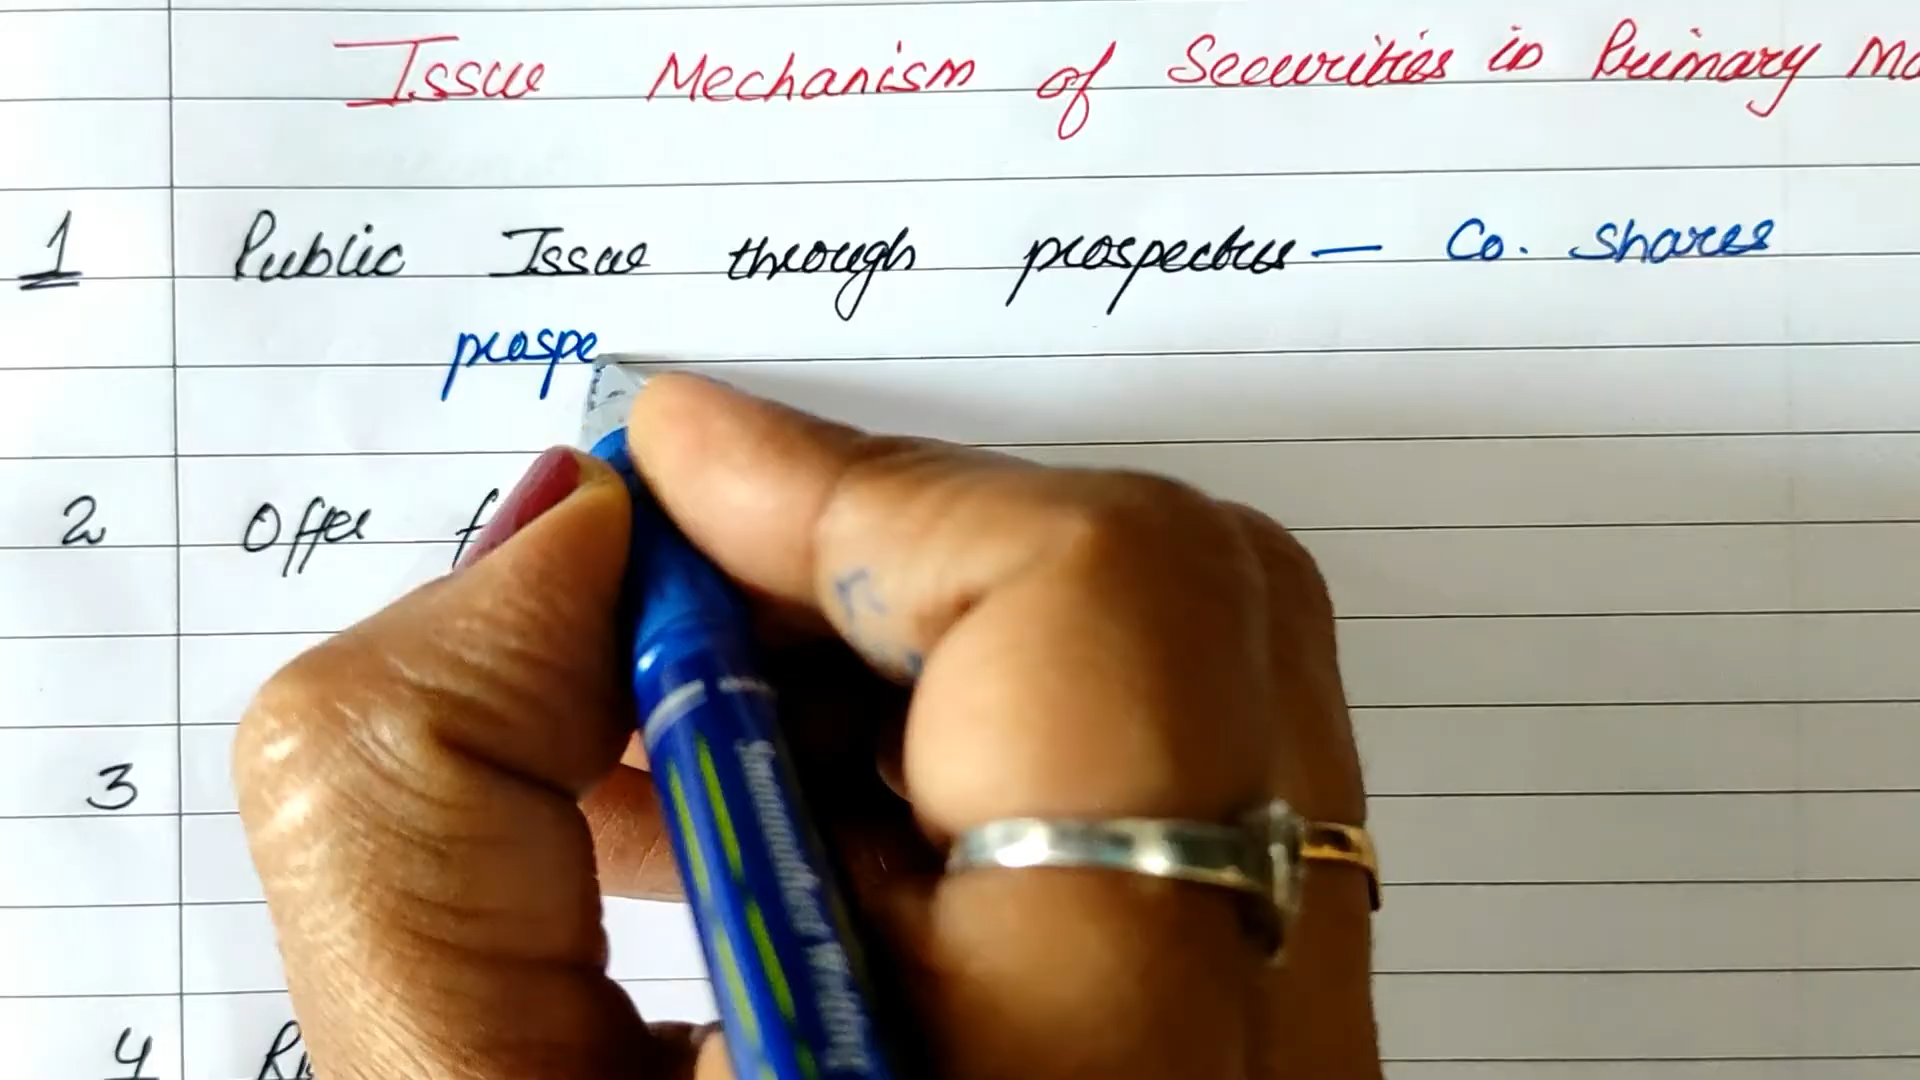 Issue Mechanism of Securities in Primary Ma
1 Public Issue through prospectus — Co. Shares
prospe
2 Offer f
3
4 Ri